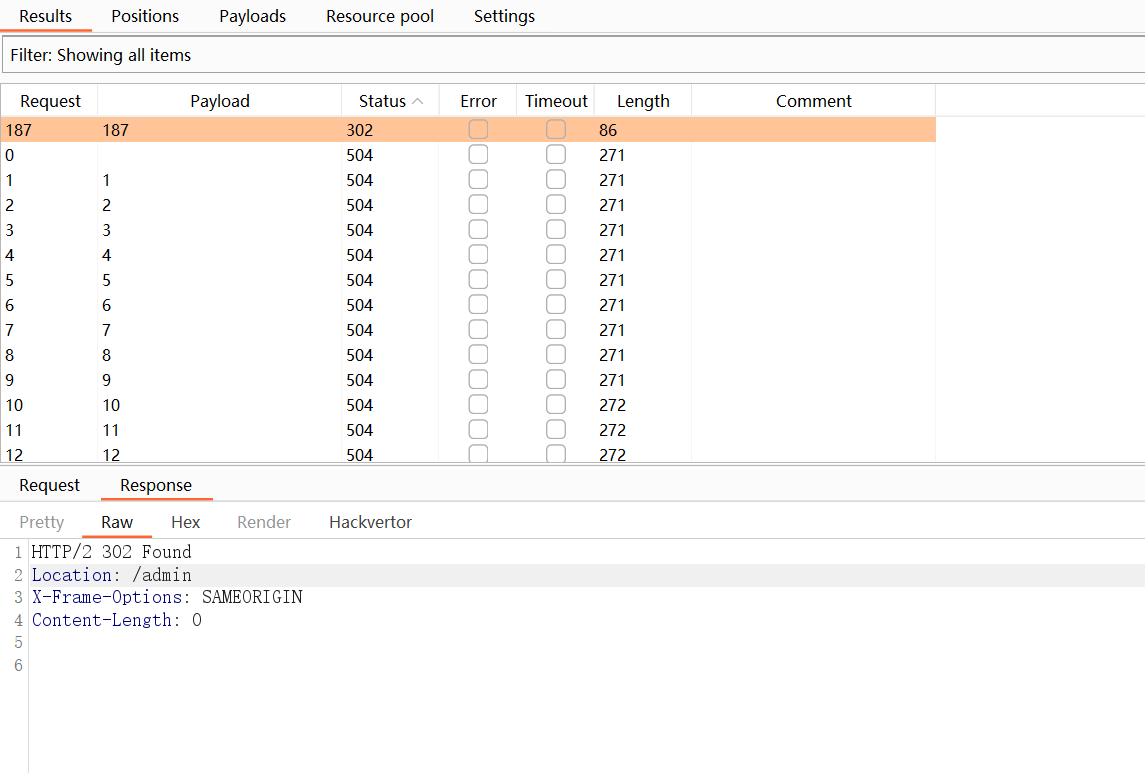 Results Positions Payloads Resource pool Settings
Filter: Showing all items
Request Payload Status Error Timeout Length Comment
187 187 302 86
0 504 271
1 1 504 271
2 2 504 271
3 3 504 271
4 4 504 271
5 5 504 271
6 6 504 271
7 7 504 271
8 8 504 271
9 9 504 271
10 10 504 272
11 11 504 272
12 12 504 272
Request Response
Pretty Raw Hex Render Hackvertor
1 HTTP/2 302 Found
2 Location: /admin
3 X-Frame-Options: SAMEORIGIN
4 Content-Length: 0
5
6